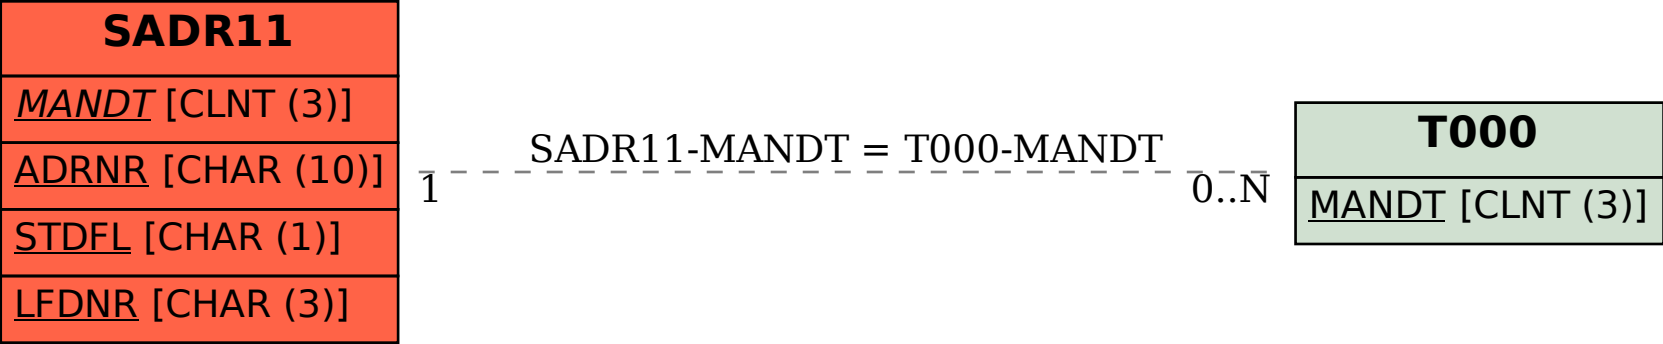 SADR11
MANDT [CLNT (3)]
ADRNR [CHAR (10)]
STDFL [CHAR (1)]
LFDNR [CHAR (3)]
SADR11-MANDT = T000-MANDT
1
0..N
T000
MANDT [CLNT (3)]